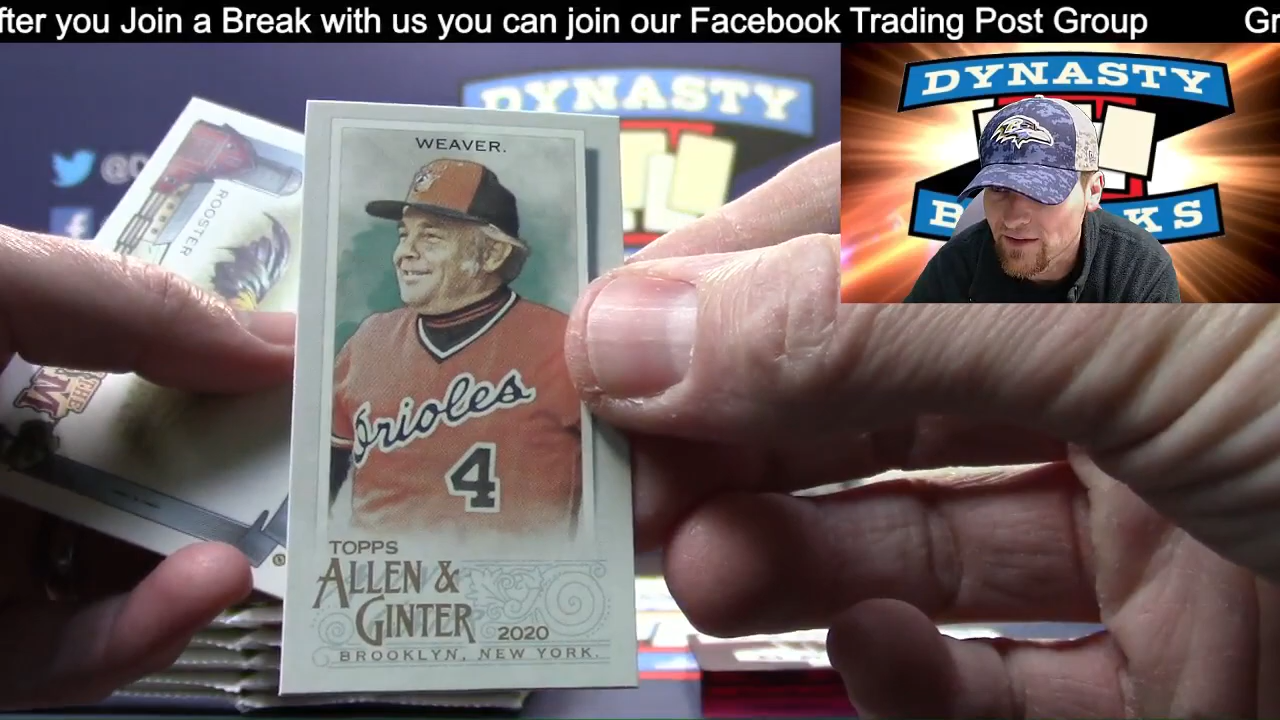 fter you Join a Break with us you can join our Facebook Trading Post Group Gr
DYNASTY
DYNASTY
@D
ROOSTER
WEAVER.
Orioles
4
THE
M
TOPPS
ALLEN &
GINTER
2020
BROOKLYN, NEW YORK.